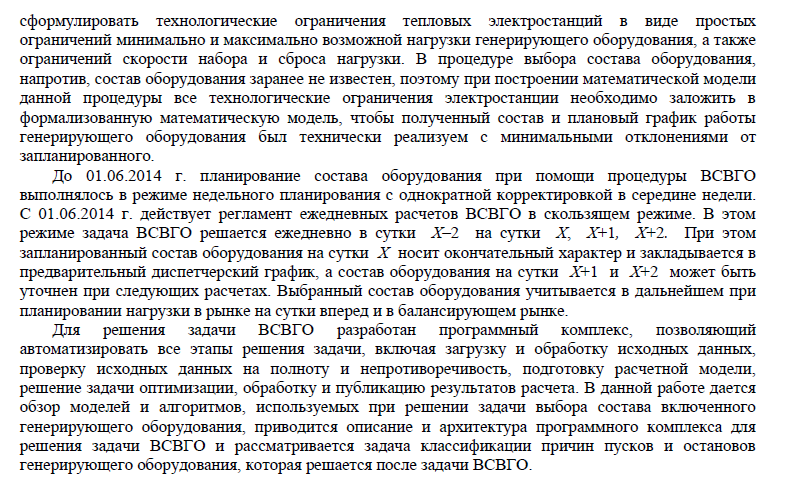 сформулировать технологические ограничения тепловых электростанций в виде простых
ограничений минимально и максимально возможной нагрузки генерирующего оборудования, а также
ограничений скорости набора и сброса нагрузки. В процедуре выбора состава оборудования,
напротив, состав оборудования заранее не известен, поэтому при построении математической модели
данной процедуры все технологические ограничения электростанции необходимо заложить в
формализованную математическую модель, чтобы полученный состав и плановый график работы
генерирующего оборудования был технически реализуем с минимальными отклонениями от
запланированного.
До 01.06.2014 г. планирование состава оборудования при помощи процедуры ВСВГО
выполнялось в режиме недельного планирования с однократной корректировкой в середине недели.
С 01.06.2014 г. действует регламент ежедневных расчетов ВСВГО в скользящем режиме. В этом
режиме задача ВСВГО решается ежедневно в сутки X–2 на сутки X, X+1, X+2. При этом
запланированный состав оборудования на сутки X носит окончательный характер и закладывается в
предварительный диспетчерский график, а состав оборудования на сутки X+1 и X+2 может быть
уточнен при следующих расчетах. Выбранный состав оборудования учитывается в дальнейшем при
планировании нагрузки в рынке на сутки вперед и в балансирующем рынке.
Для решения задачи ВСВГО разработан программный комплекс, позволяющий
автоматизировать все этапы решения задачи, включая загрузку и обработку исходных данных,
проверку исходных данных на полноту и непротиворечивость, подготовку расчетной модели,
решение задачи оптимизации, обработку и публикацию результатов расчета. В данной работе дается
обзор моделей и алгоритмов, используемых при решении задачи выбора состава включенного
генерирующего оборудования, приводится описание и архитектура программного комплекса для
решения задачи ВСВГО и рассматривается задача классификации причин пусков и остановов
генерирующего оборудования, которая решается после задачи ВСВГО.